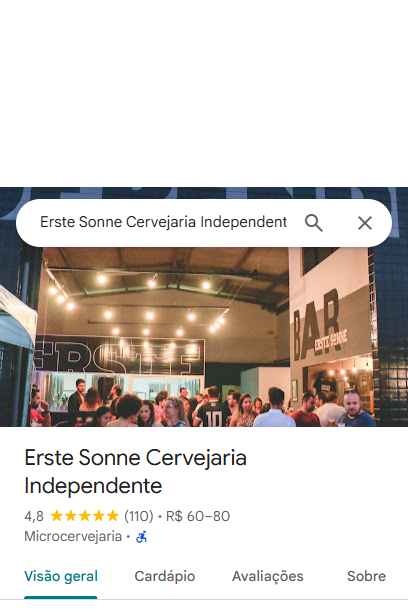 Erste Sonne Cervejaria Independent
ERSTE
BAR
ERSTE SONNE
10
Erste Sonne Cervejaria
Independente
4,8 ★★★★★ (110) • R$ 60–80
Microcervejaria •
Visão geral Cardápio Avaliações Sobre